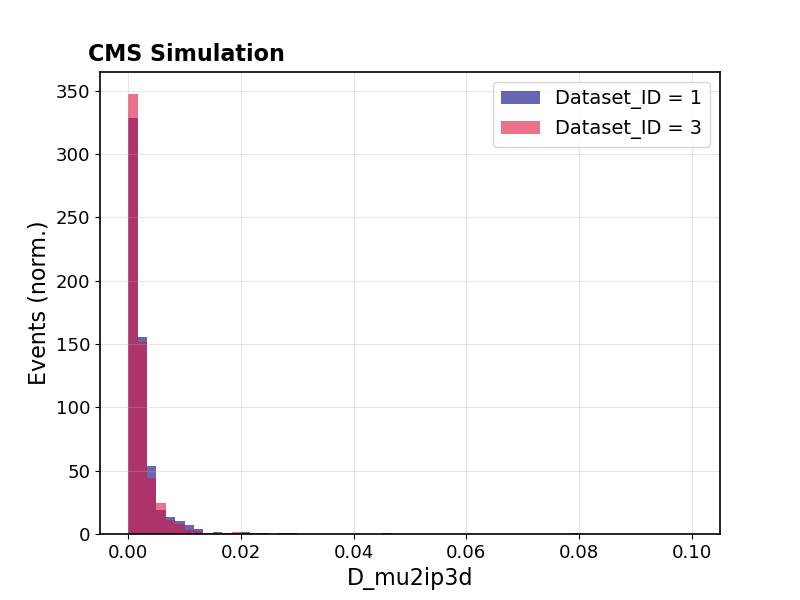 CMS Simulation
Dataset_ID = 1
Dataset_ID = 3
350
300
250
200
150
100
50
0
Events (norm.)
0.00 0.02 0.04 0.06 0.08 0.10
D_mu2ip3d